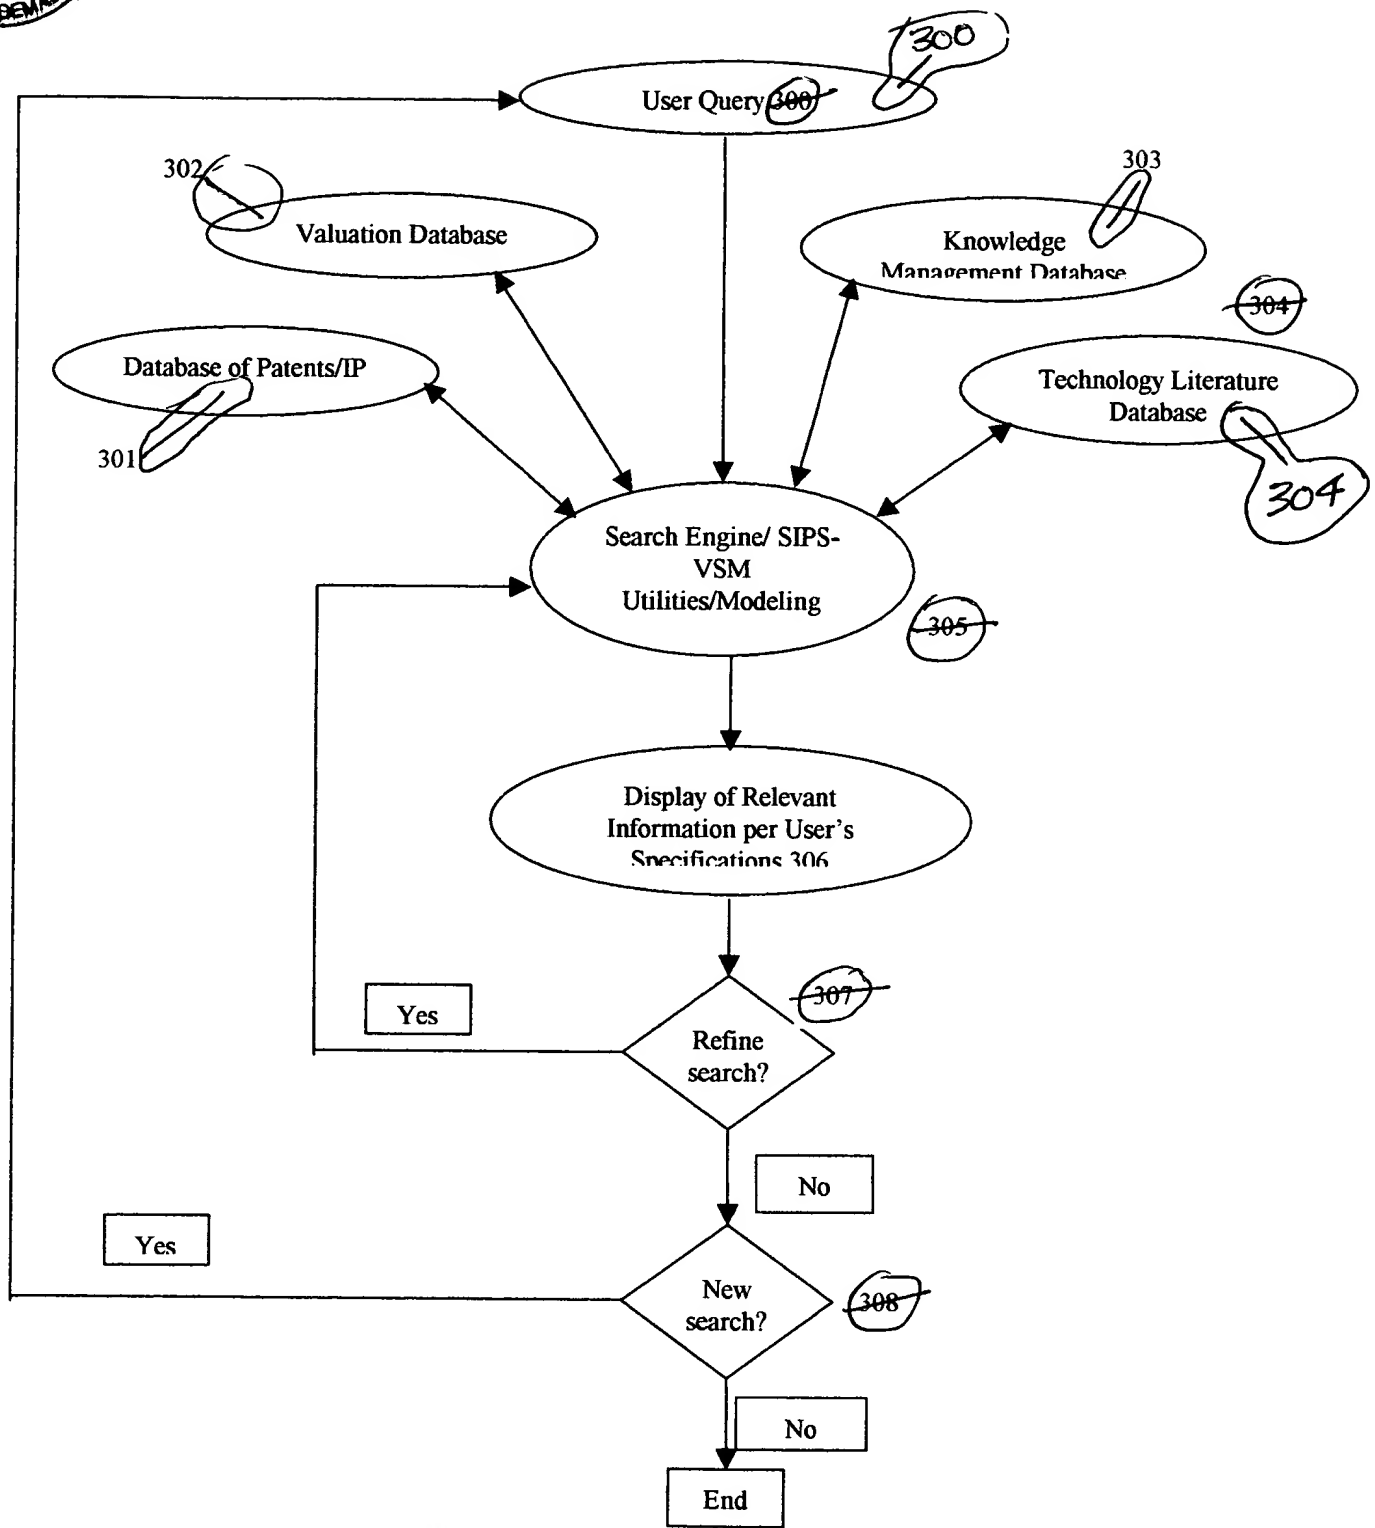 300
User Query 300
302
303
Valuation Database
Knowledge
Management Database
304
Database of Patents/IP
Technology Literature
Database
301
304
Search Engine/ SIPS-
VSM
Utilities/Modeling
305
Display of Relevant
Information per User's
Specifications 306
307
Yes
Refine
search?
No
Yes
New
search?
308
No
End